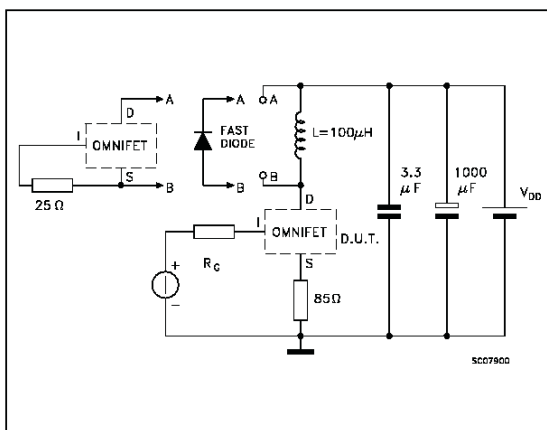 A
D
I
OMNIFET
S
B
25 Ω
A
FAST
DIODE
B
A
L=100μH
B
D
I
OMNIFET
D.U.T.
S
R_G
+
−
85Ω
3.3
μF
1000
μF
V_DD
SC07900